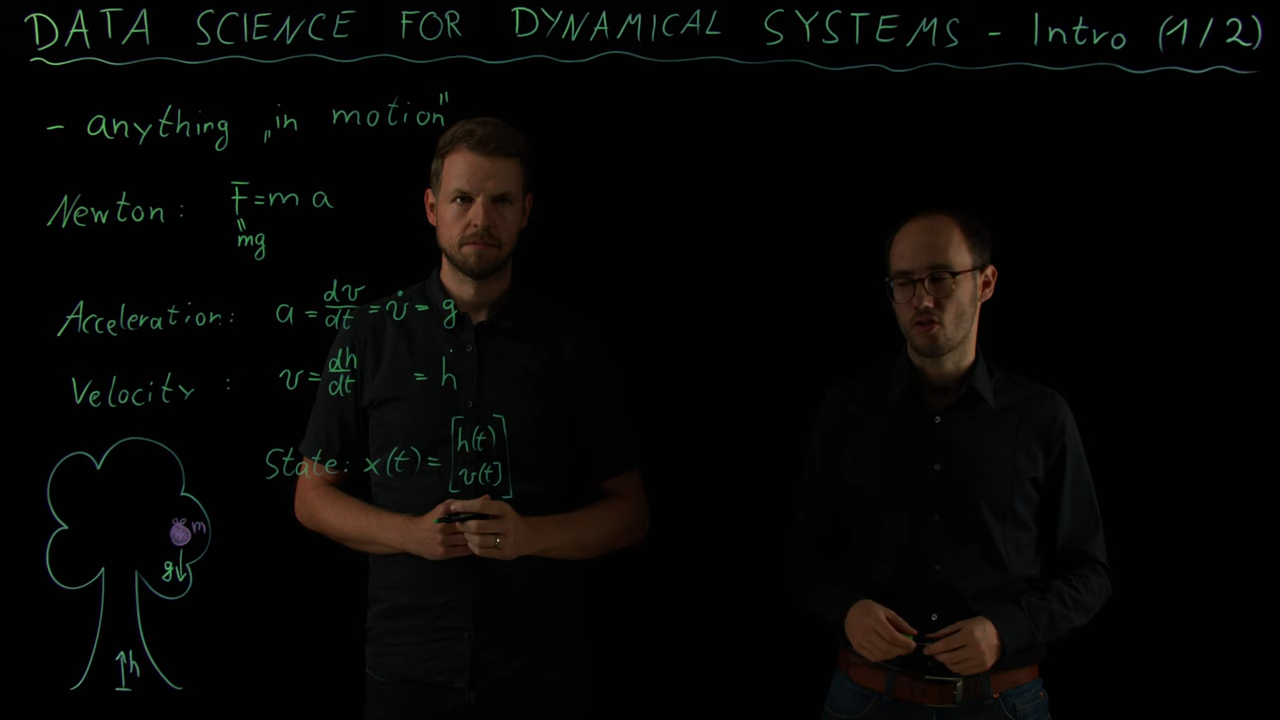 DATA SCIENCE FOR DYNAMICAL SYSTEMS - Intro (1/2)
- anything „in motion"
Newton: F=m a
"
mg
Acceleration: a = dv/dt = v̇ = g
Velocity : v = dh/dt = ḣ
State: x(t) = [h(t)
v(t)]
m
g↓
↑h